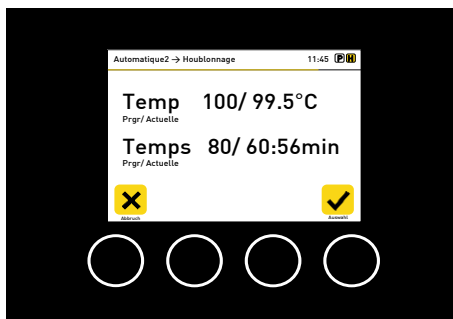 Automatique2 → Houblonnage 11:45 P H
Temp 100/ 99.5°C
Prgr/ Actuelle
Temps 80/ 60:56min
Prgr/ Actuelle
Abbruch Auswahl